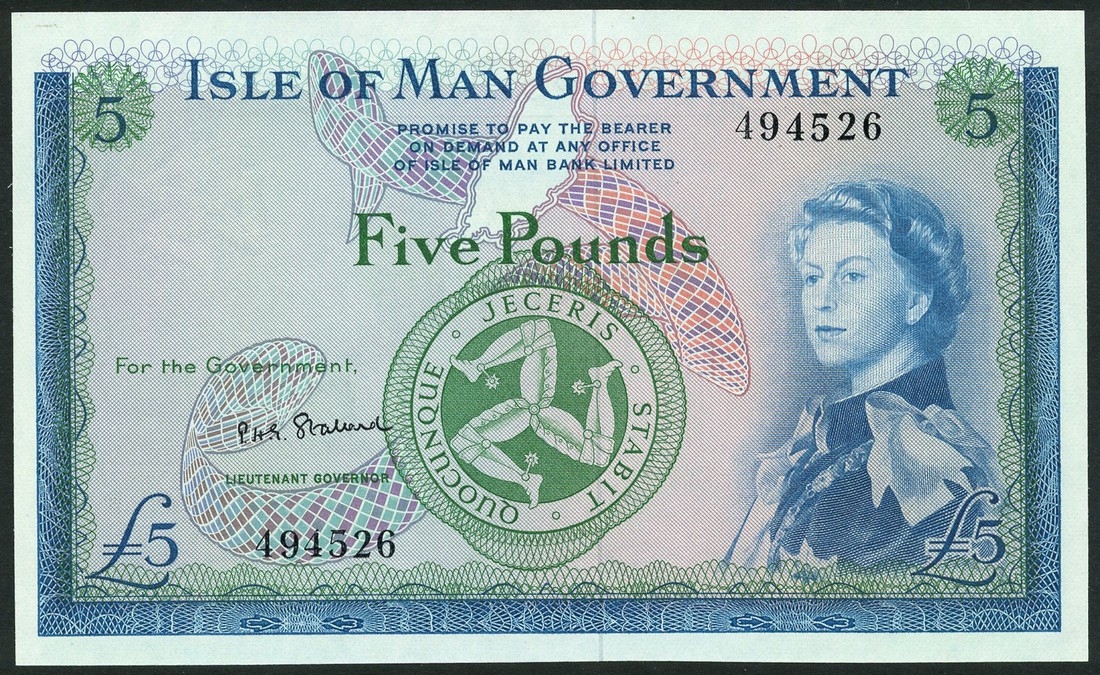 ISLE OF MAN GOVERNMENT
5
5
494526
PROMISE TO PAY THE BEARER
ON DEMAND AT ANY OFFICE
OF ISLE OF MAN BANK LIMITED
Five Pounds
QUOCUNQUE · JECERIS · STABIT
For the Government,
LIEUTENANT GOVERNOR
494526
£5
£5